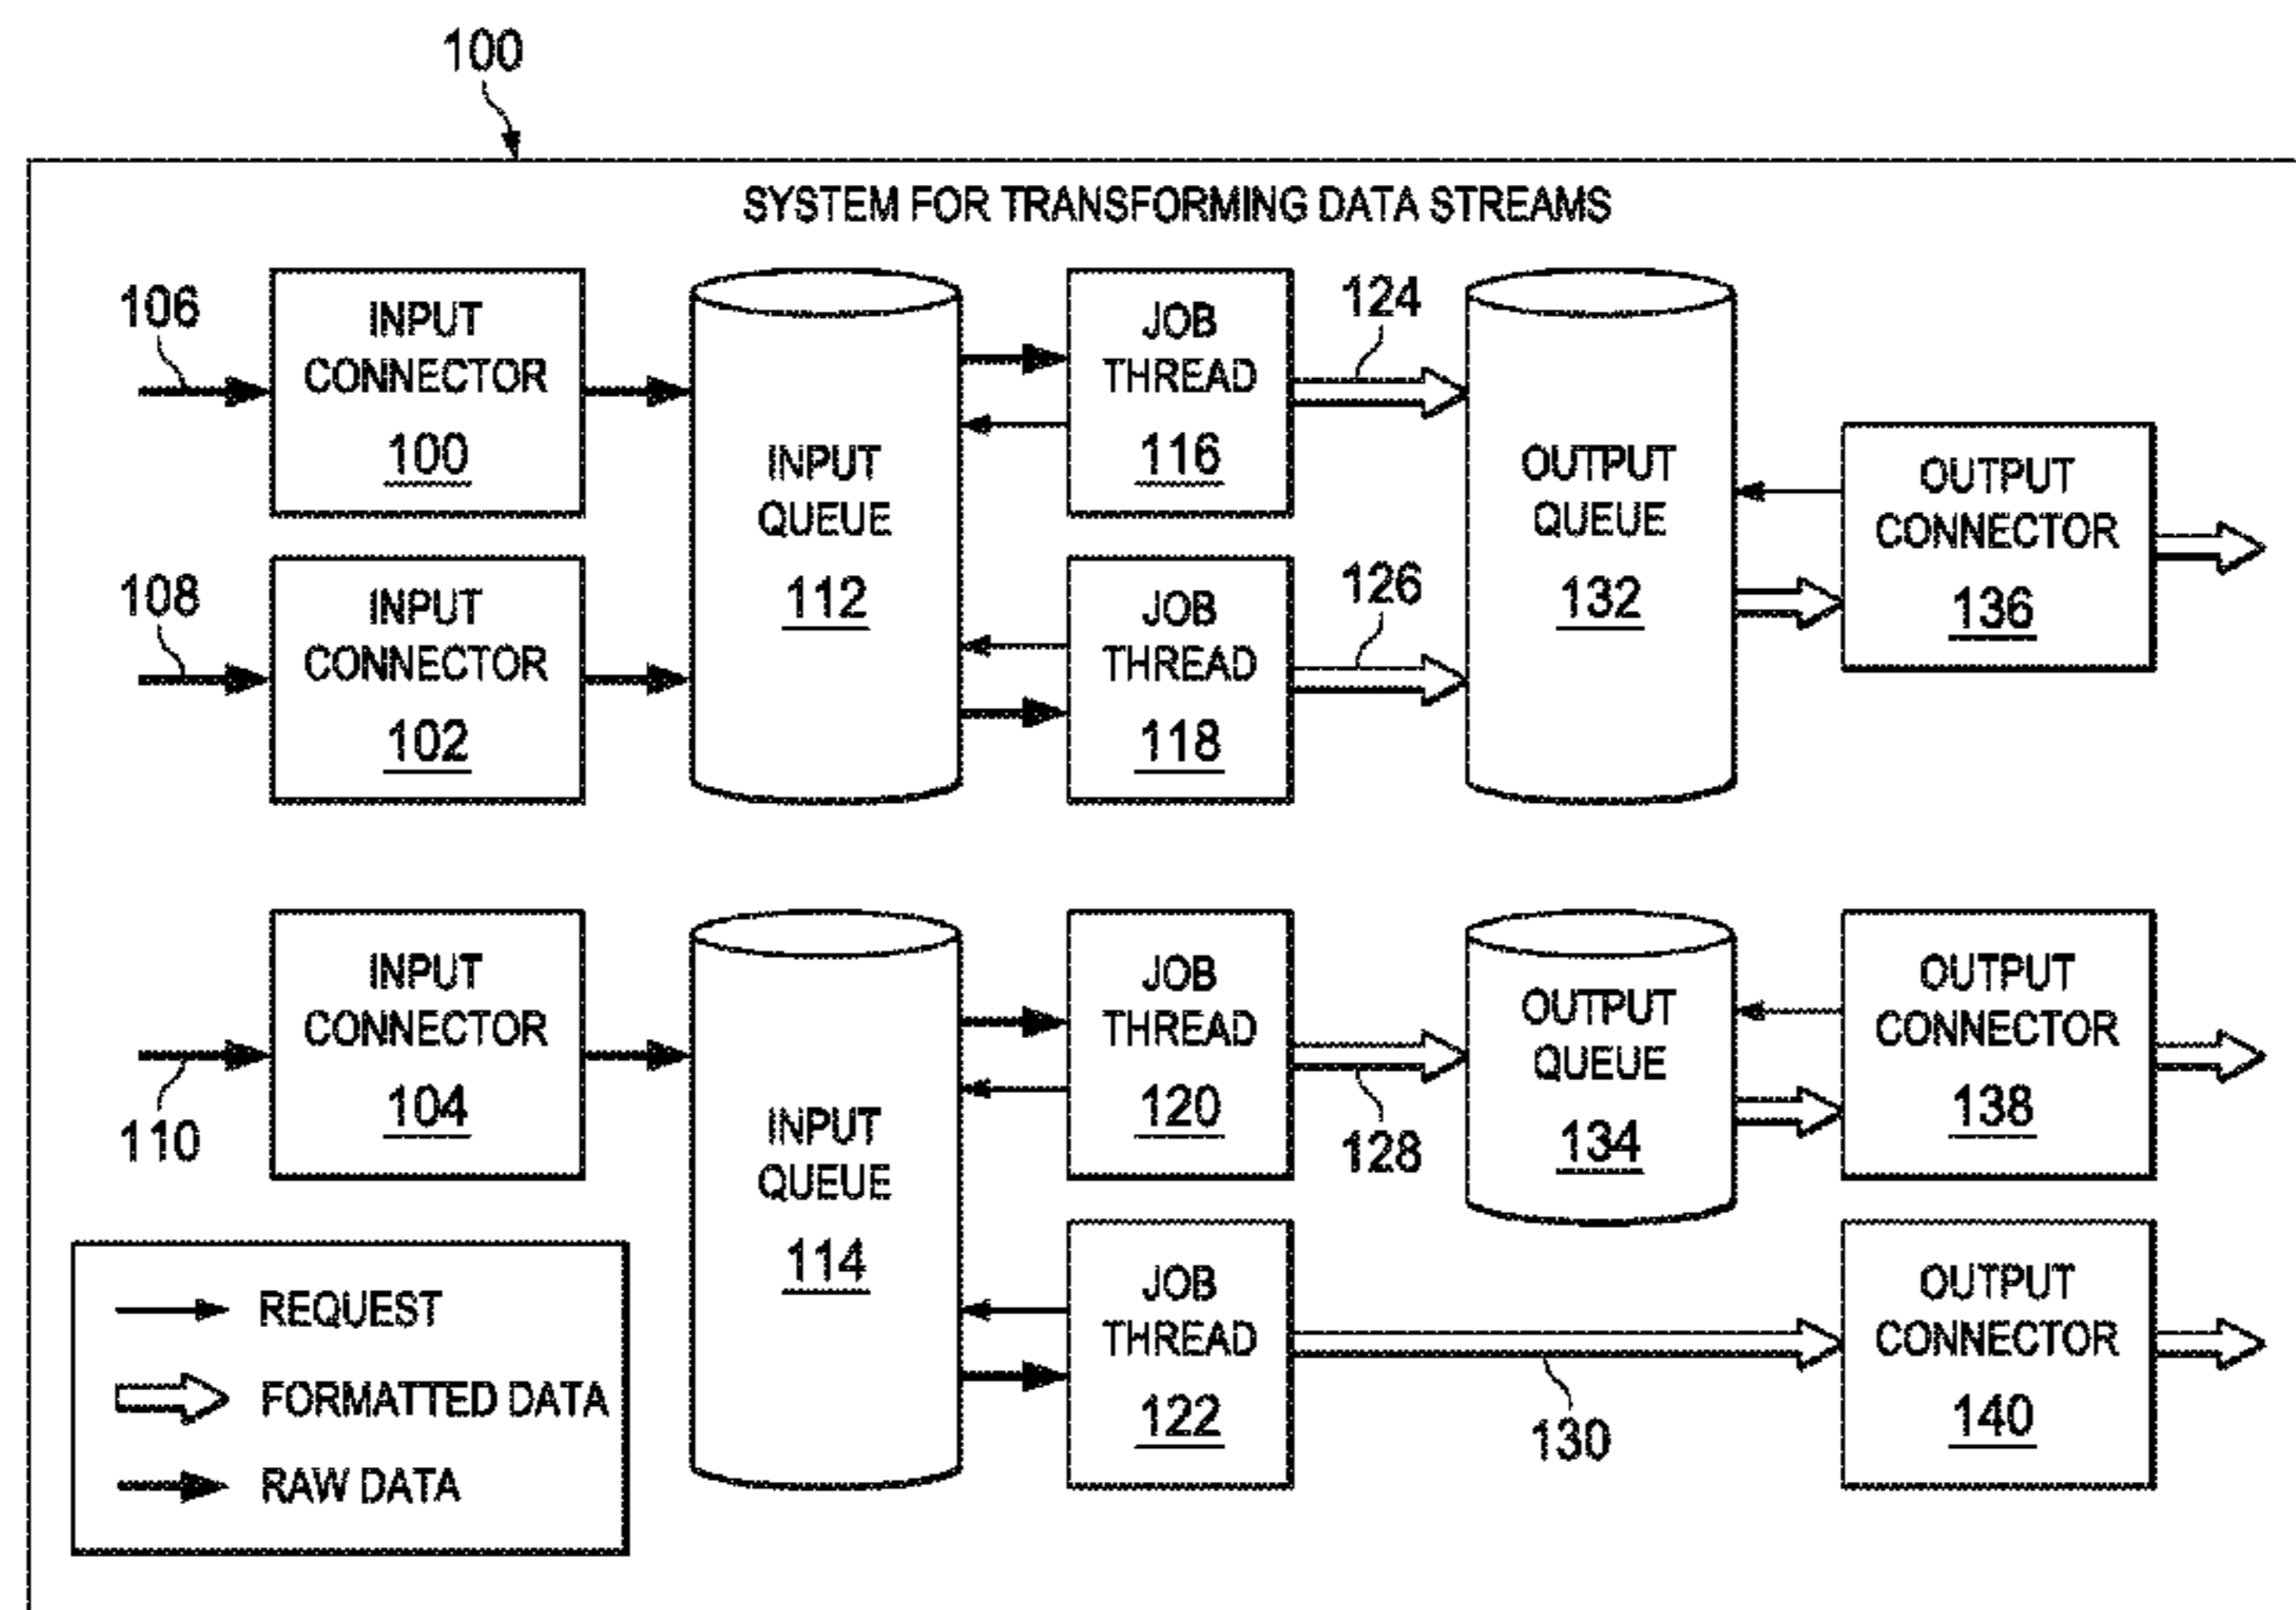 100
SYSTEM FOR TRANSFORMING DATA STREAMS
106
INPUT
CONNECTOR
100
108
INPUT
CONNECTOR
102
INPUT
QUEUE
112
JOB
THREAD
116
JOB
THREAD
118
124
126
OUTPUT
QUEUE
132
OUTPUT
CONNECTOR
136
110
INPUT
CONNECTOR
104
INPUT
QUEUE
114
JOB
THREAD
120
128
OUTPUT
QUEUE
134
OUTPUT
CONNECTOR
138
JOB
THREAD
122
130
OUTPUT
CONNECTOR
140
REQUEST
FORMATTED DATA
RAW DATA